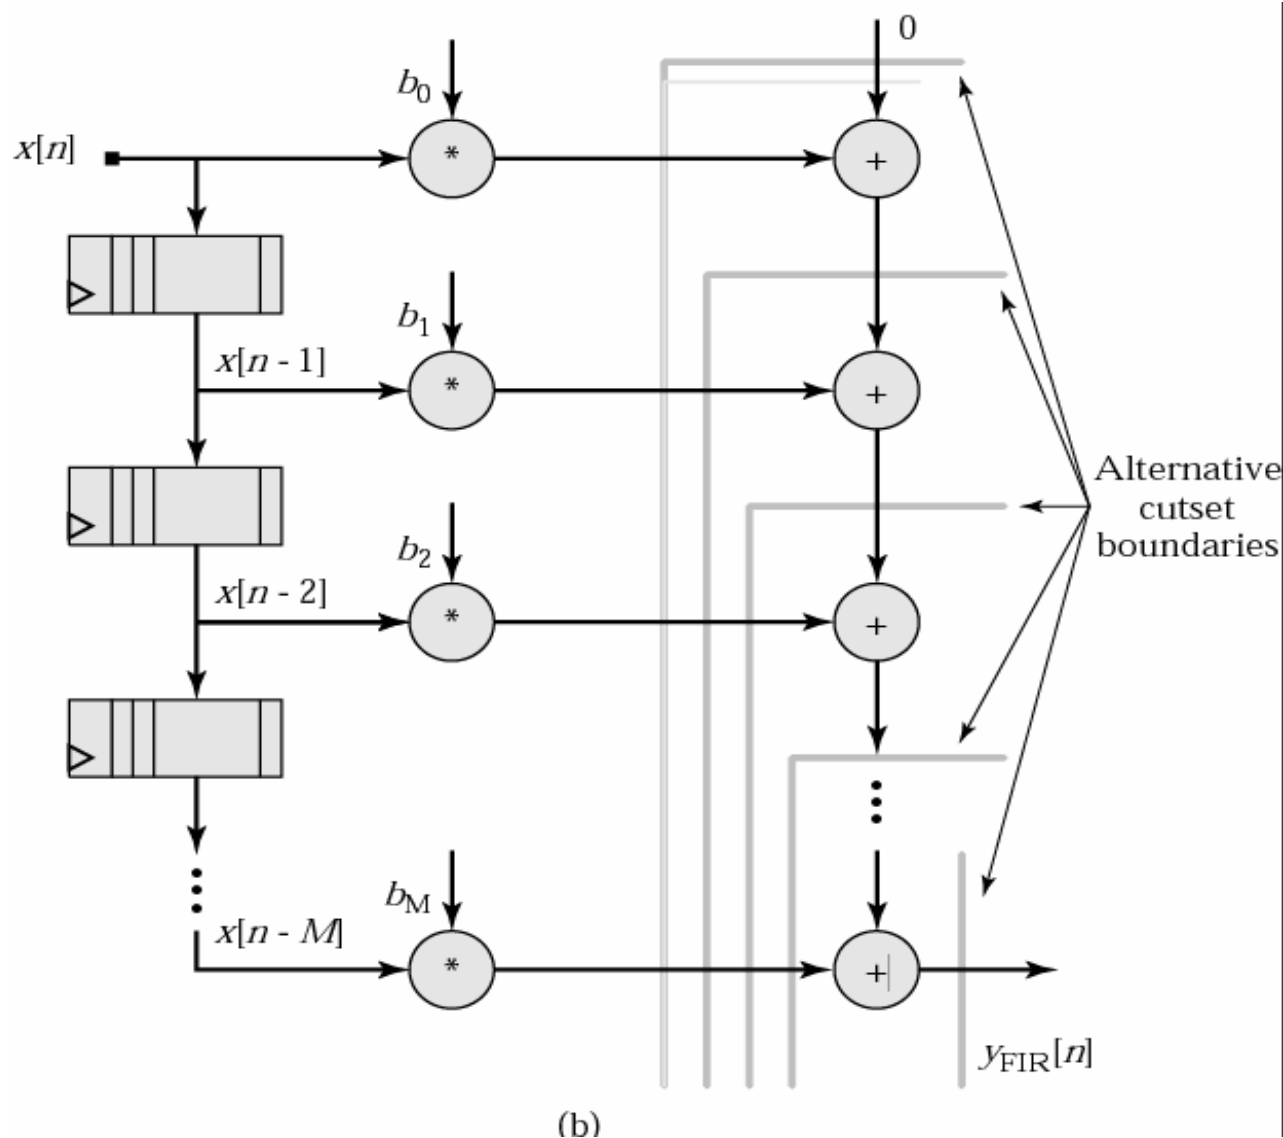 0
b0
x[n]
*
+
b1
x[n - 1]
*
+
Alternative
cutset
boundaries
b2
x[n - 2]
*
+
bM
x[n - M]
*
+
yFIR[n]
(b)